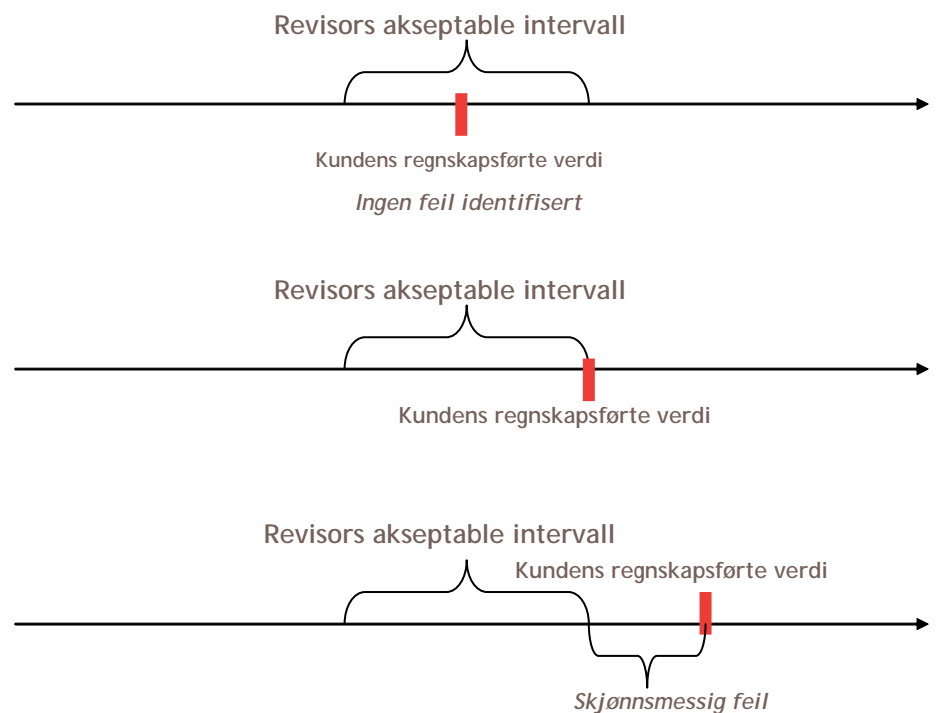 Revisors akseptable intervall
Kundens regnskapsførte verdi
Ingen feil identifisert
Revisors akseptable intervall
Kundens regnskapsførte verdi
Revisors akseptable intervall
Kundens regnskapsførte verdi
Skjønnsmessig feil